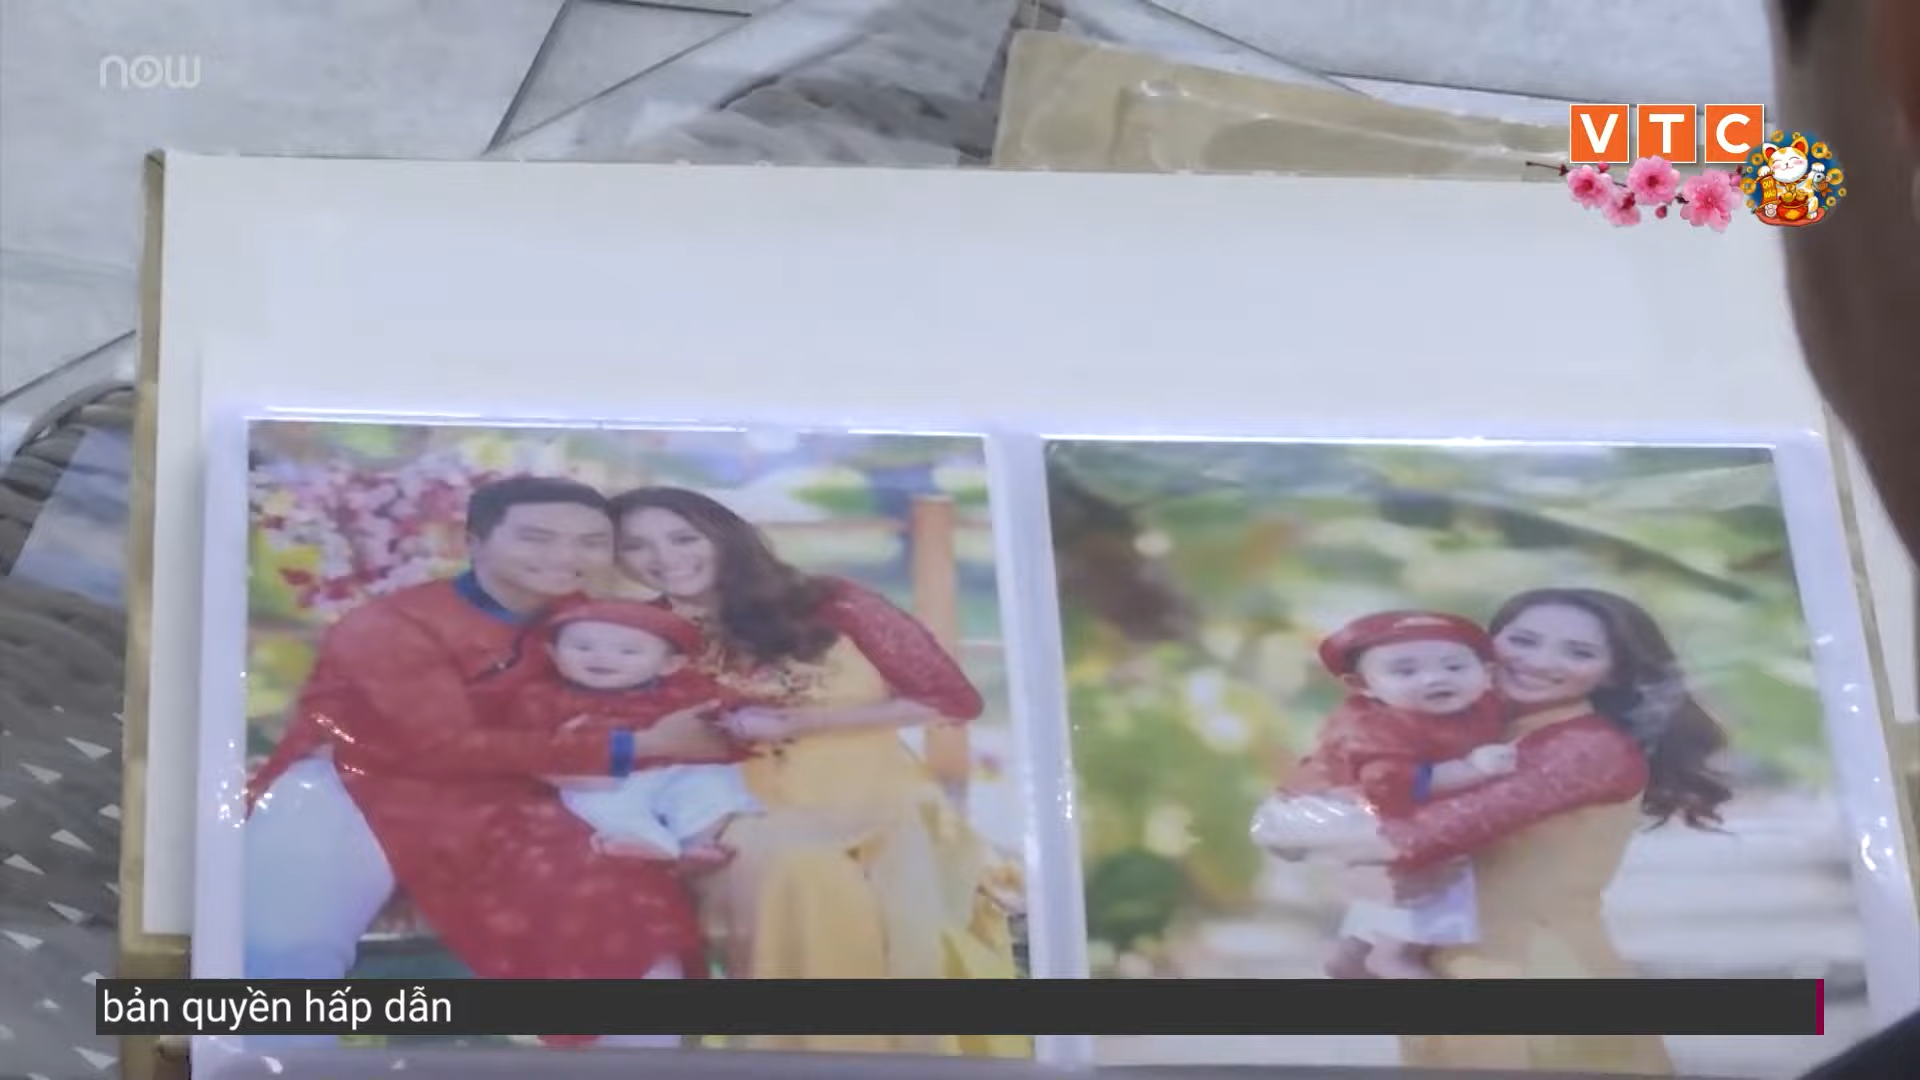 now
VTC
bản quyền hấp dẫn